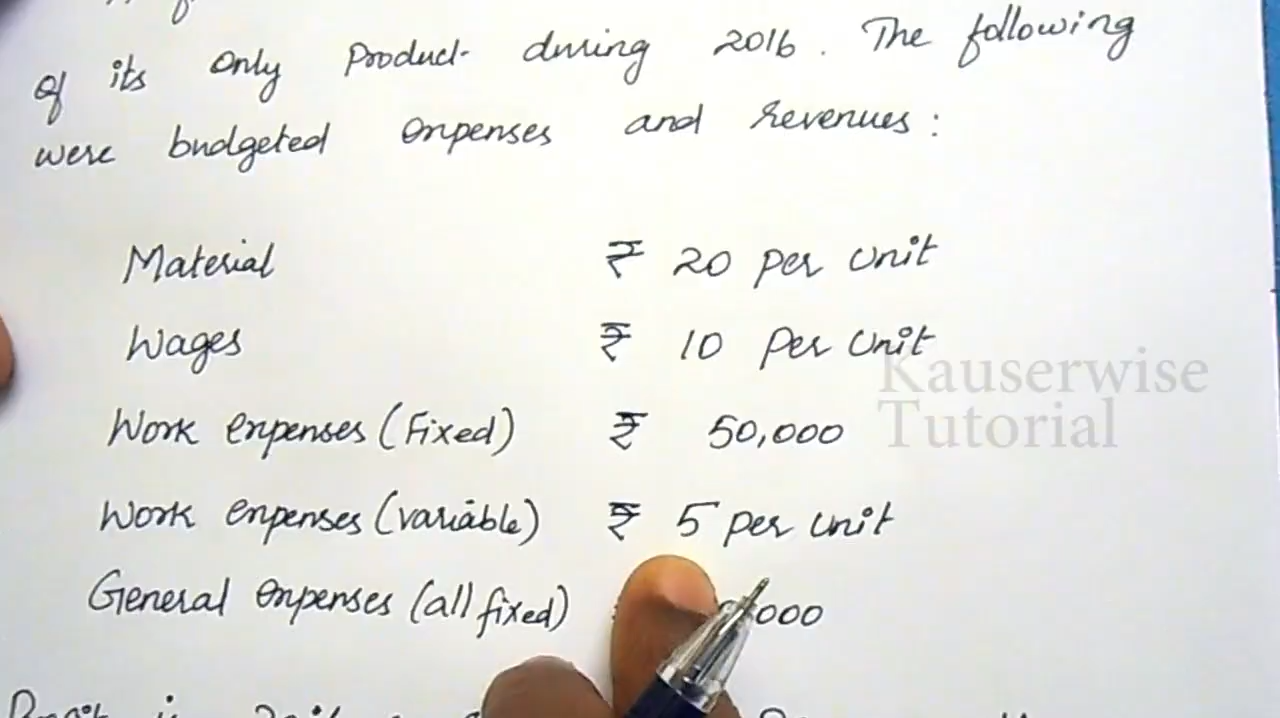 of its only Product during 2016. The following
were budgeted expenses and revenues:
Material ₹ 20 per unit
Wages ₹ 10 Per unit
Kauserwise
Tutorial
Work expenses (Fixed) ₹ 50,000
Work expenses (variable) ₹ 5 per unit
General expenses (all fixed) 000